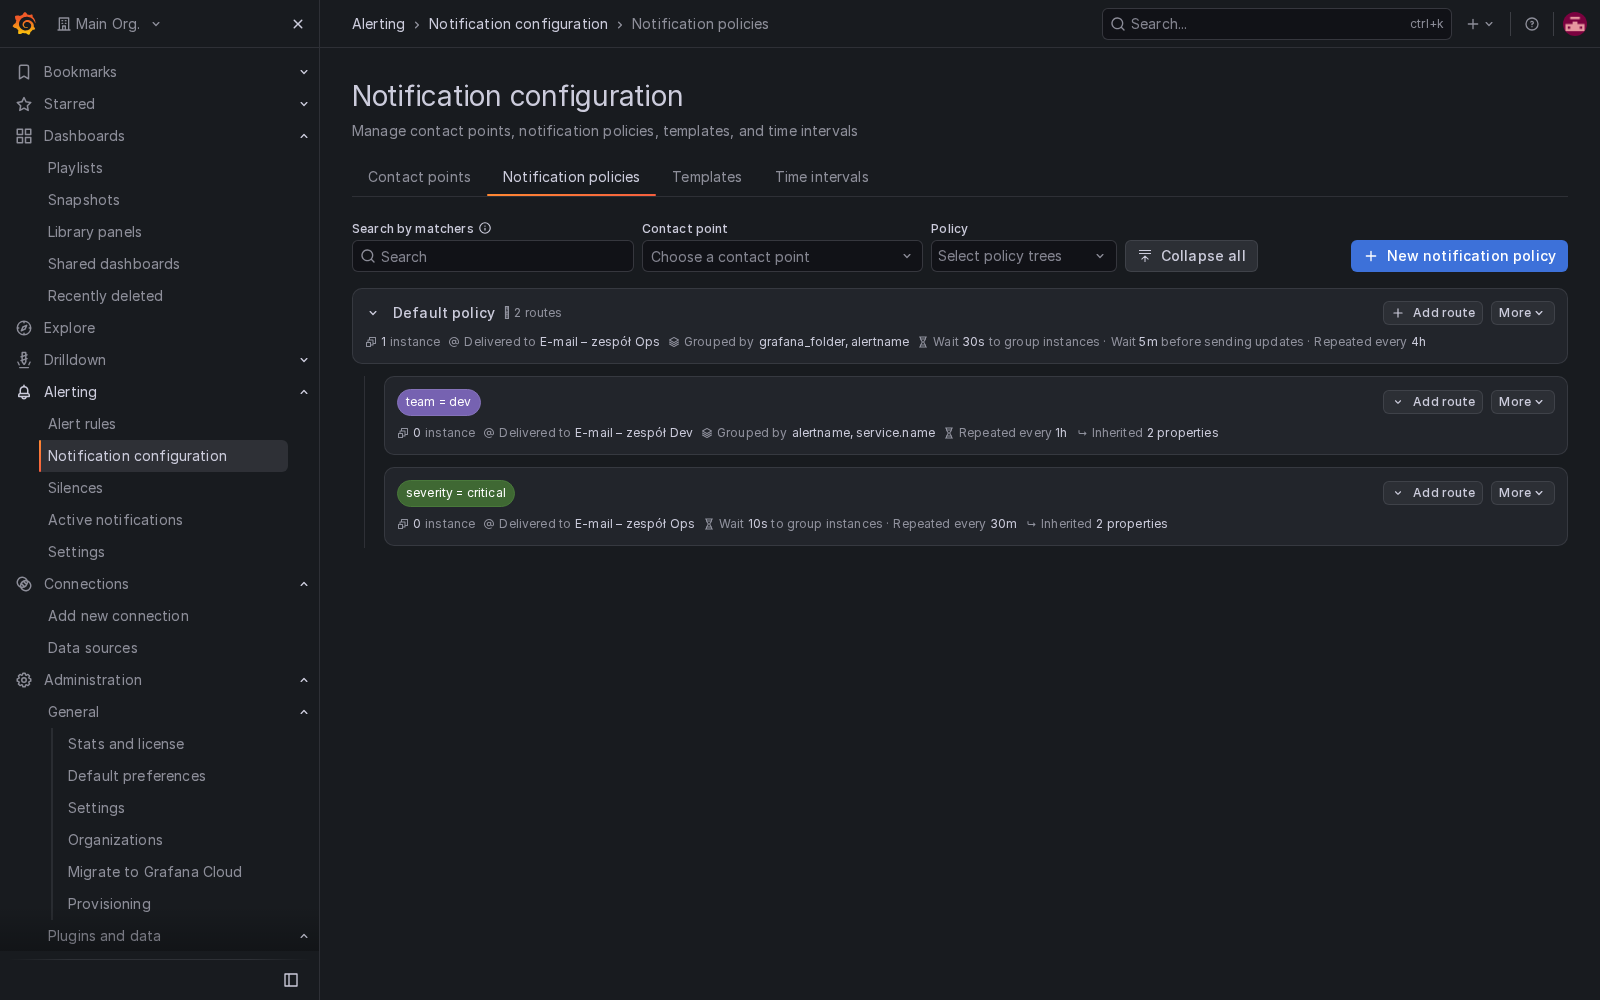 Main Org.
Alerting > Notification configuration > Notification policies
Search...
ctrl+k
Bookmarks
Starred
Dashboards
Playlists
Snapshots
Library panels
Shared dashboards
Recently deleted
Explore
Drilldown
Alerting
Alert rules
Notification configuration
Silences
Active notifications
Settings
Connections
Add new connection
Data sources
Administration
General
Stats and license
Default preferences
Settings
Organizations
Migrate to Grafana Cloud
Provisioning
Plugins and data
Notification configuration
Manage contact points, notification policies, templates, and time intervals
Contact points Notification policies Templates Time intervals
Search by matchers Contact point Policy
Search Choose a contact point Select policy trees Collapse all New notification policy
Default policy 2 routes Add route More
1 instance Delivered to E-mail – zespół Ops Grouped by grafana_folder, alertname Wait 30s to group instances · Wait 5m before sending updates · Repeated every 4h
team = dev Add route More
0 instance Delivered to E-mail – zespół Dev Grouped by alertname, service.name Repeated every 1h Inherited 2 properties
severity = critical Add route More
0 instance Delivered to E-mail – zespół Ops Wait 10s to group instances · Repeated every 30m Inherited 2 properties